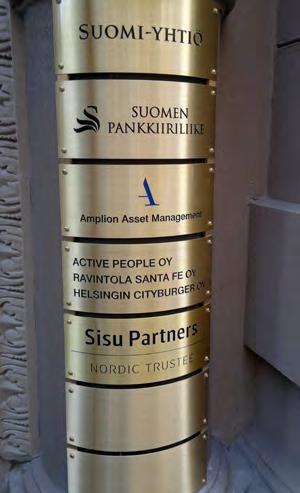 SUOMI-YHTIÖ
SUOMEN
PANKKIIRILIIKE
A
Amplion Asset Management
ACTIVE PEOPLE OY
RAVINTOLA SANTA FE OY
HELSINGIN CITYBURGER OY
Sisu Partners
NORDIC TRUSTEE